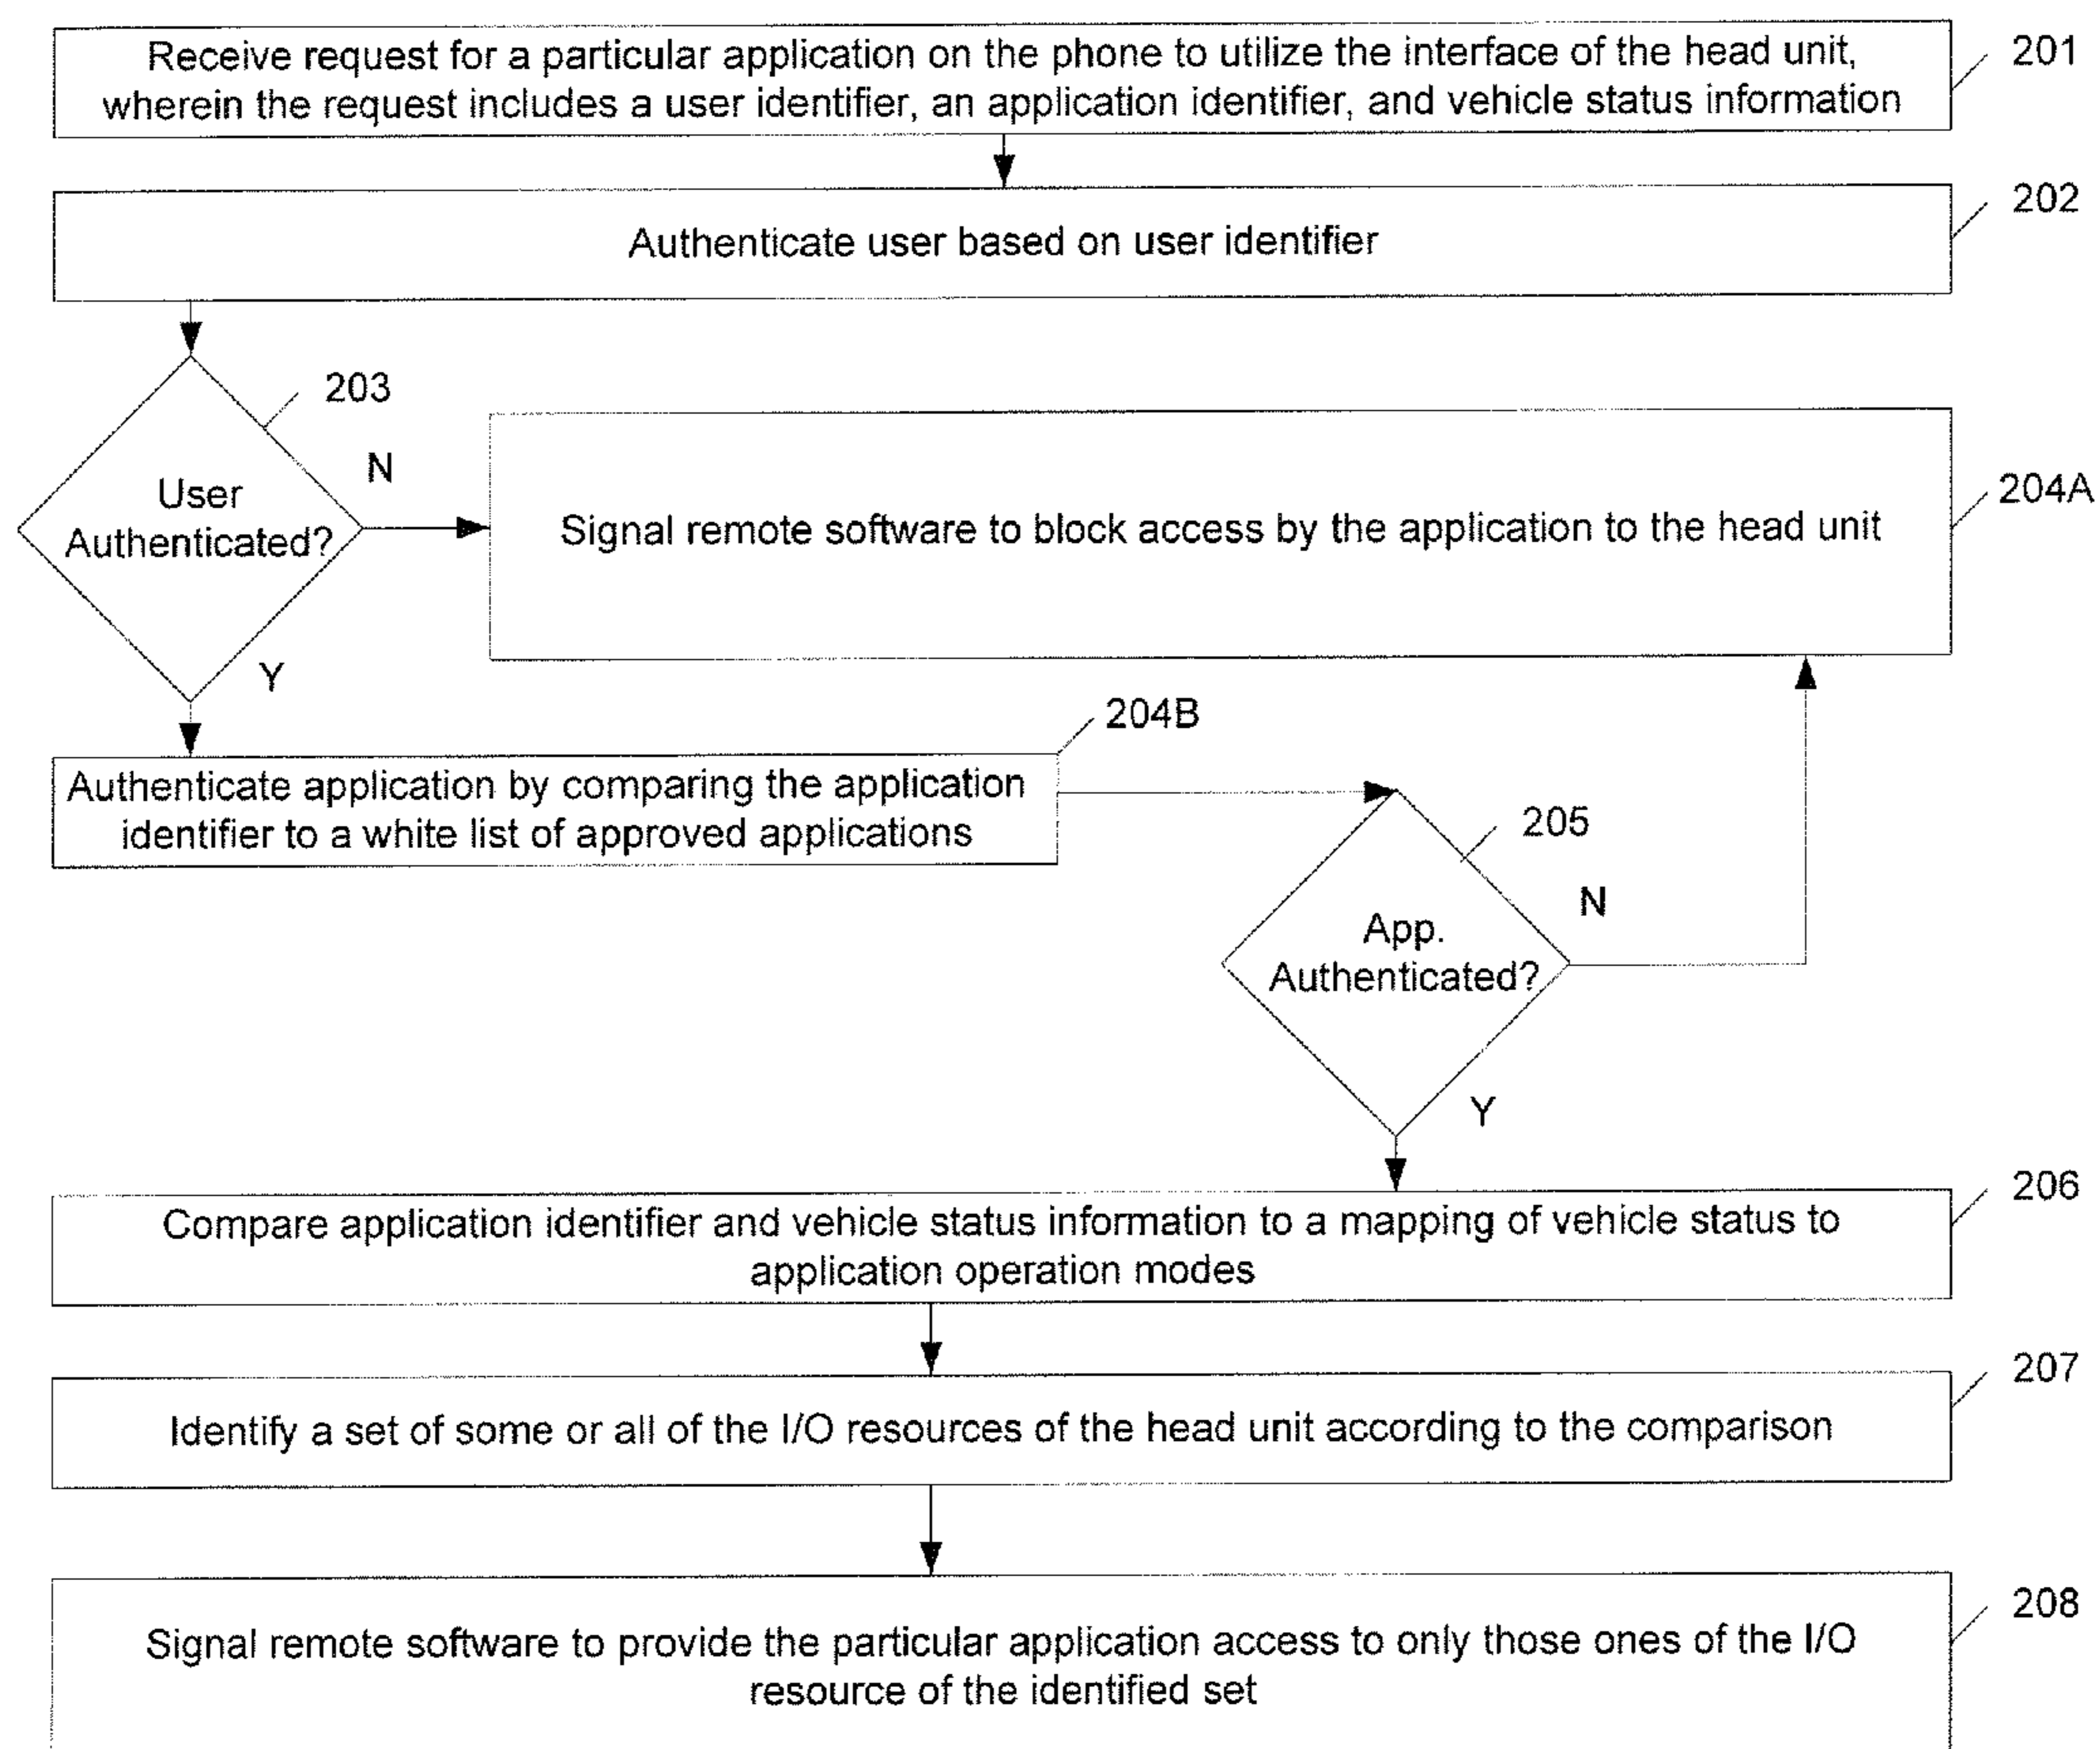 Receive request for a particular application on the phone to utilize the interface of the head unit,
wherein the request includes a user identifier, an application identifier, and vehicle status information
201
Authenticate user based on user identifier
202
203
User
Authenticated?
N
Y
Signal remote software to block access by the application to the head unit
204A
204B
Authenticate application by comparing the application
identifier to a white list of approved applications
205
App.
Authenticated?
N
Y
206
Compare application identifier and vehicle status information to a mapping of vehicle status to
application operation modes
207
Identify a set of some or all of the I/O resources of the head unit according to the comparison
208
Signal remote software to provide the particular application access to only those ones of the I/O
resource of the identified set